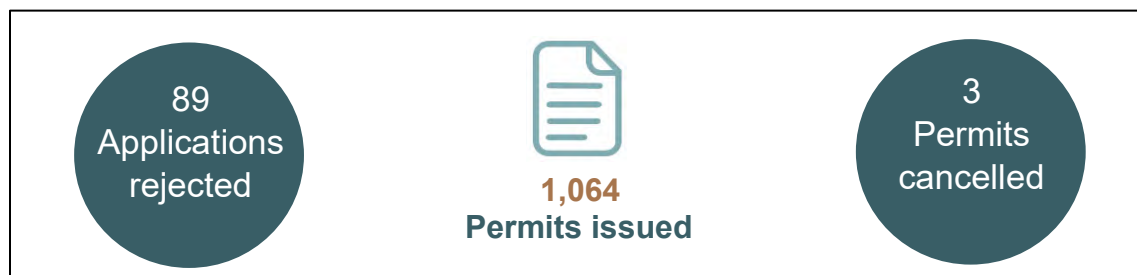 89
Applications
rejected
1,064
Permits issued
3
Permits
cancelled